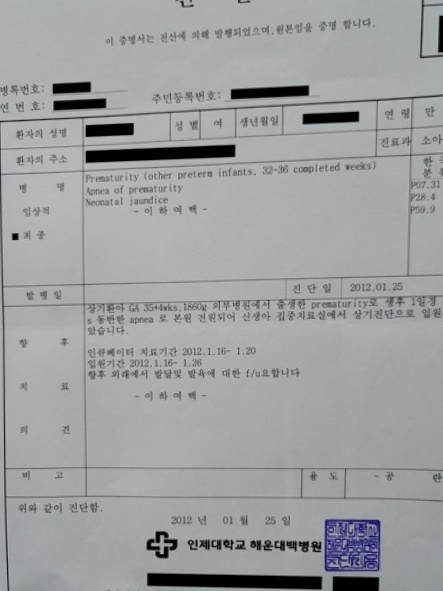 이 증명서는 전산에 의해 발행되었으며, 원본임을 증명 합니다.
병록번호:
연 번 호:
주민등록번호:
환자의 성명
성 별
여
생년월일
연 령
만
환자의 주소
진료과
소아
병 명
임상적
■ 최 종
Prematurity (other preterm infants, 32-36 completed weeks)
Apnea of prematurity
Neonatal jaundice
- 이 하 여 백 -
한 국
분 류
P07.31
P28.4
P59.9
발 병 일
진 단 일
2012.01.25
향 후
치 료
의 견
상기환아 GA 35+4wks, 1860g 외부병원에서 출생한 prematurity로 생후 1일경
s 동반한 apnea 로 본원 전원되어 신생아 집중치료실에서 상기진단으로 입원
았습니다.
인큐베이터 치료기간 2012.1.16- 1.20
입원기간 2012.1.16- 1.26
향후 외래에서 발달및 발육에 대한 f/u요합니다
- 이 하 여 백 -
비 고
용 도
- 공 란
위와 같이 진단함.
2012 년 01 월 25 일
인제대학교 해운대백병원